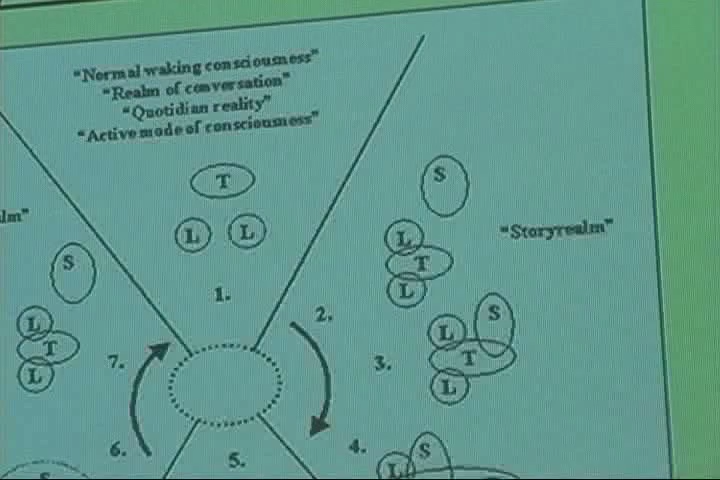 “Normal waking consciousness”
“Realm of conversation”
“Quotidian reality”
“Active mode of consciousness”
T
L L
1.
lm”
S
L
T
L
7.
6.
5.
2.
3.
4.
S
L
T
L
“Storyrealm”
S
L
T
L
S
L
S